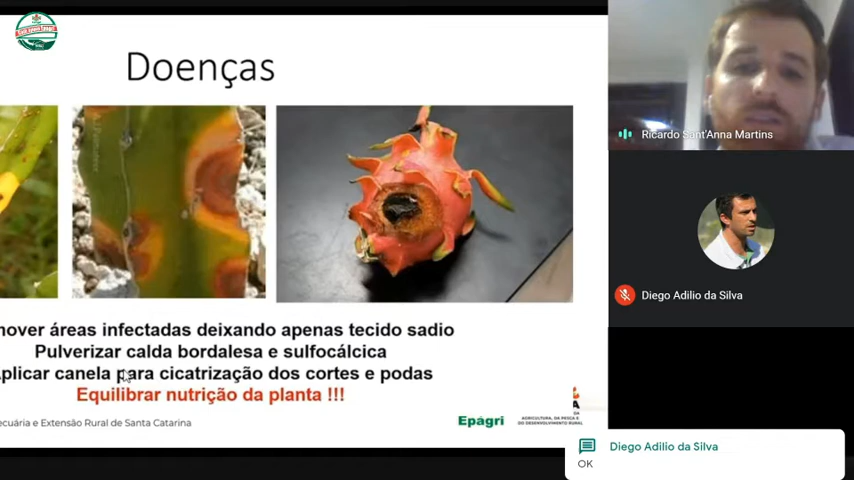 Doenças
nover áreas infectadas deixando apenas tecido sadio
Pulverizar calda bordalesa e sulfocálcica
plicar canela para cicatrização dos cortes e podas
Equilibrar nutrição da planta !!!
ecuária e Extensão Rural de Santa Catarina
Epagri
AGRICULTURA, DA PESCA E
DO DESENVOLVIMENTO RURAL
Ricardo Sant'Anna Martins
Diego Adilio da Silva
Diego Adilio da Silva
OK